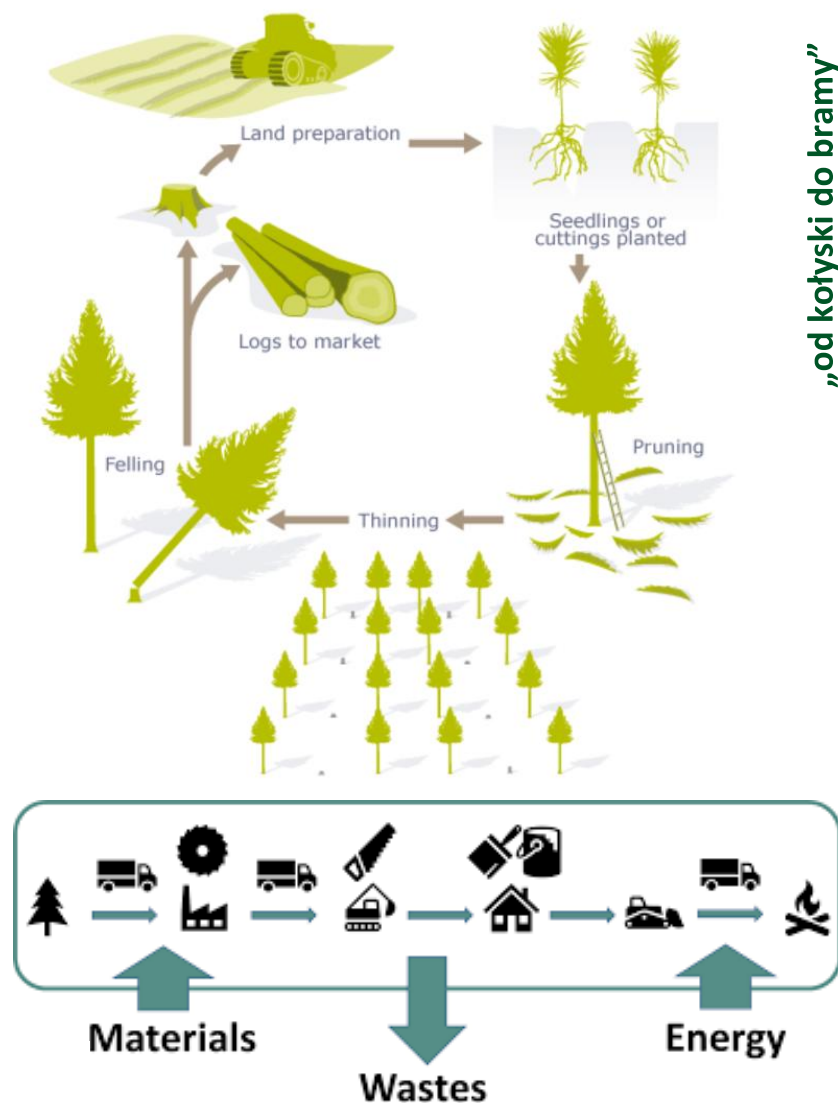 Land preparation
Seedlings or
cuttings planted
„od kołyski do bramy”
Logs to market
Pruning
Felling
Thinning
Materials
Energy
Wastes